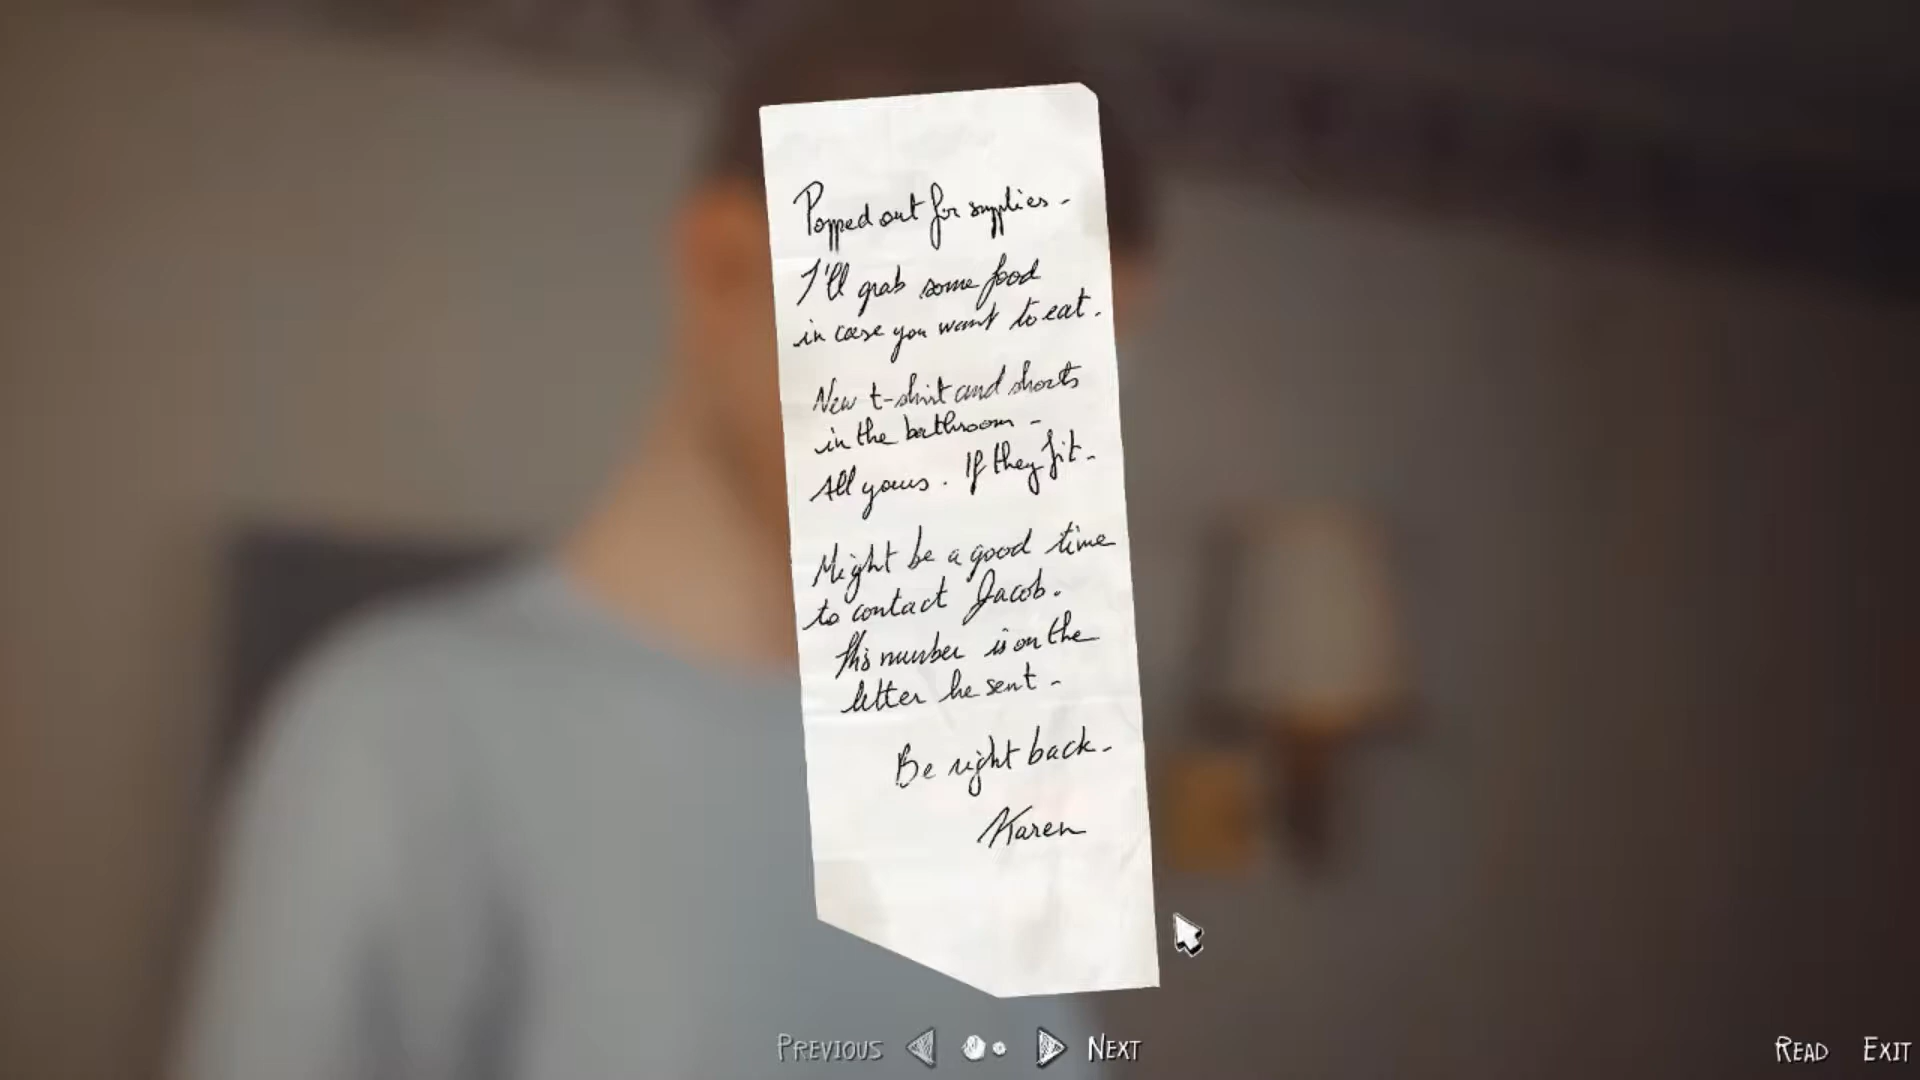 Popped out for supplies -
I'll grab some food
in case you want to eat.
New t-shirt and shorts
in the bathroom -
All yours. If they fit -
Might be a good time
to contact Jacob.
His number is on the
letter he sent -
Be right back -
Karen
PREVIOUS NEXT
READ EXIT